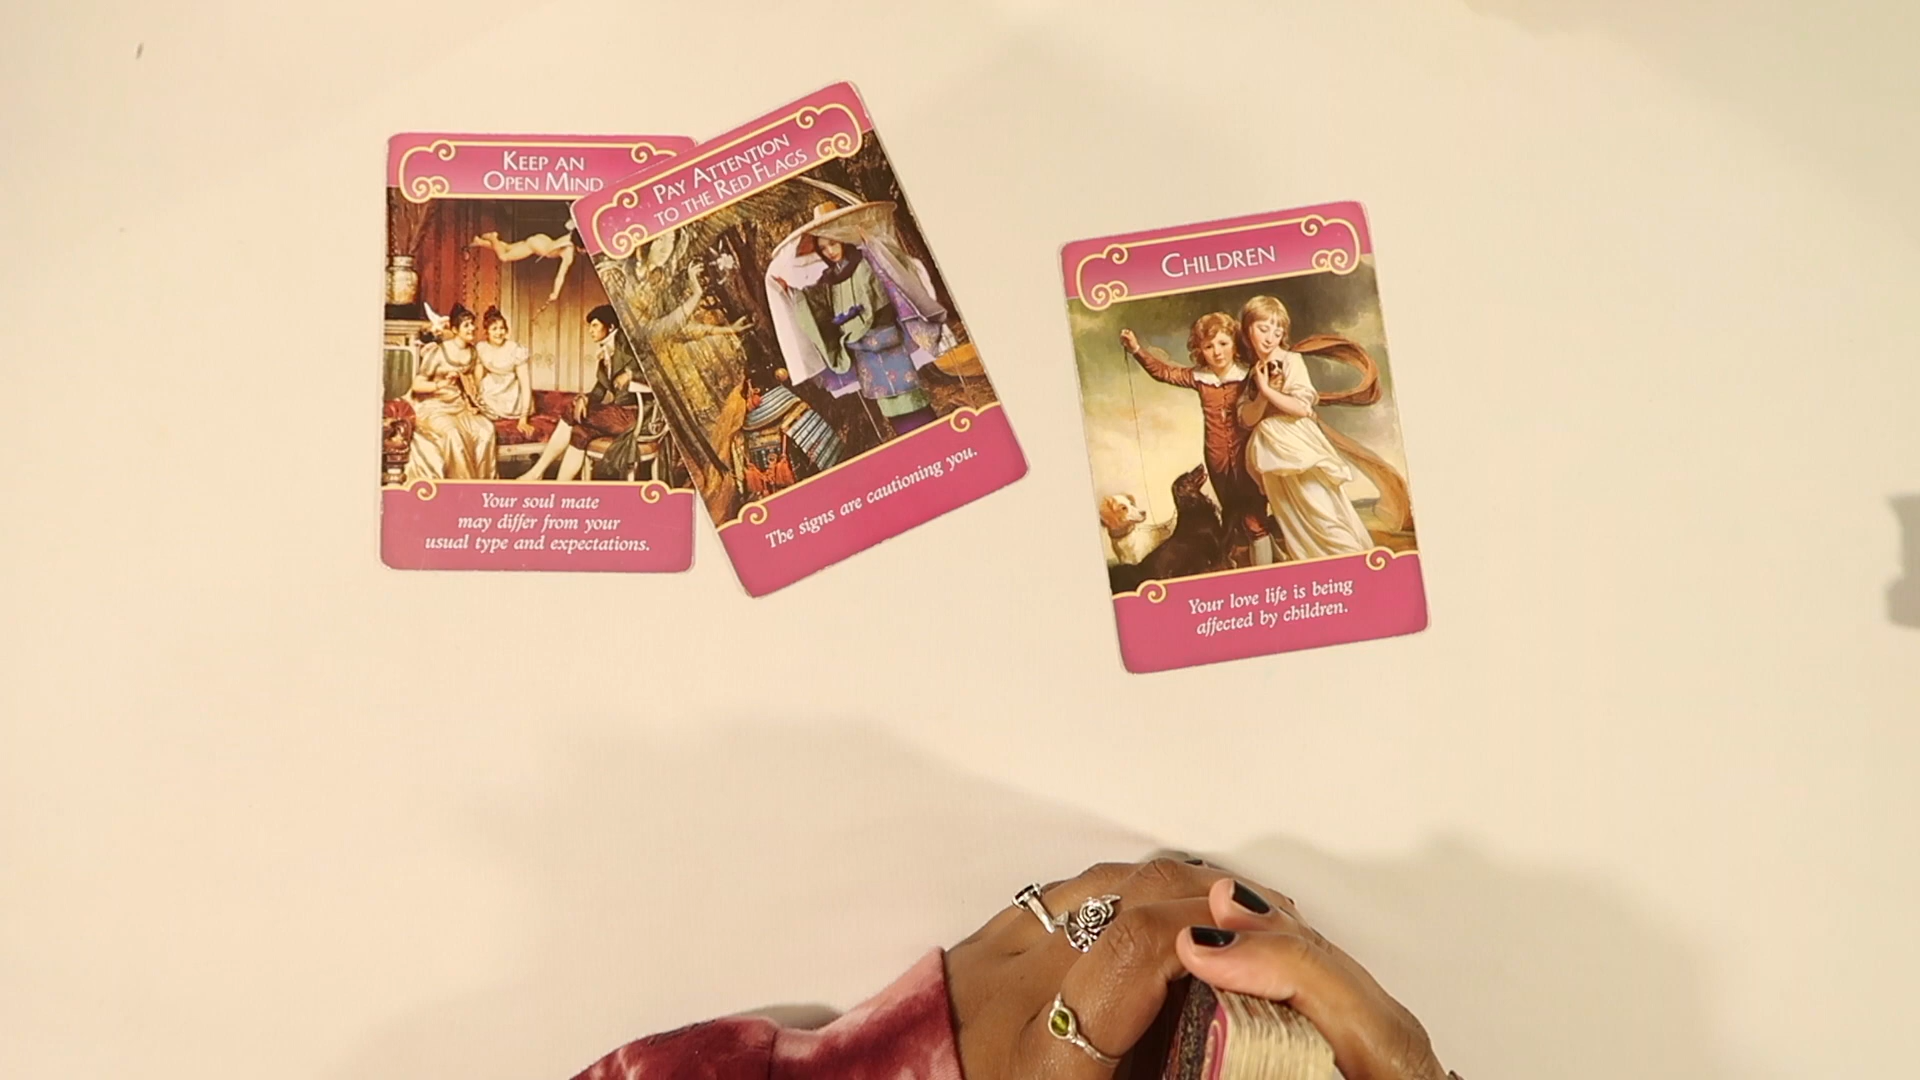 KEEP AN
OPEN MIND
Your soul mate
may differ from your
usual type and expectations.
PAY ATTENTION
TO THE RED FLAGS
The signs are cautioning you.
CHILDREN
Your love life is being
affected by children.